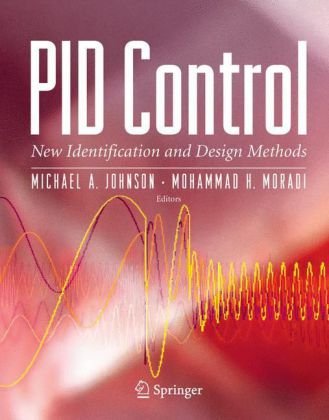 PID Control
New Identification and Design Methods
MICHAEL A. JOHNSON · MOHAMMAD H. MORADI
Editors
Springer